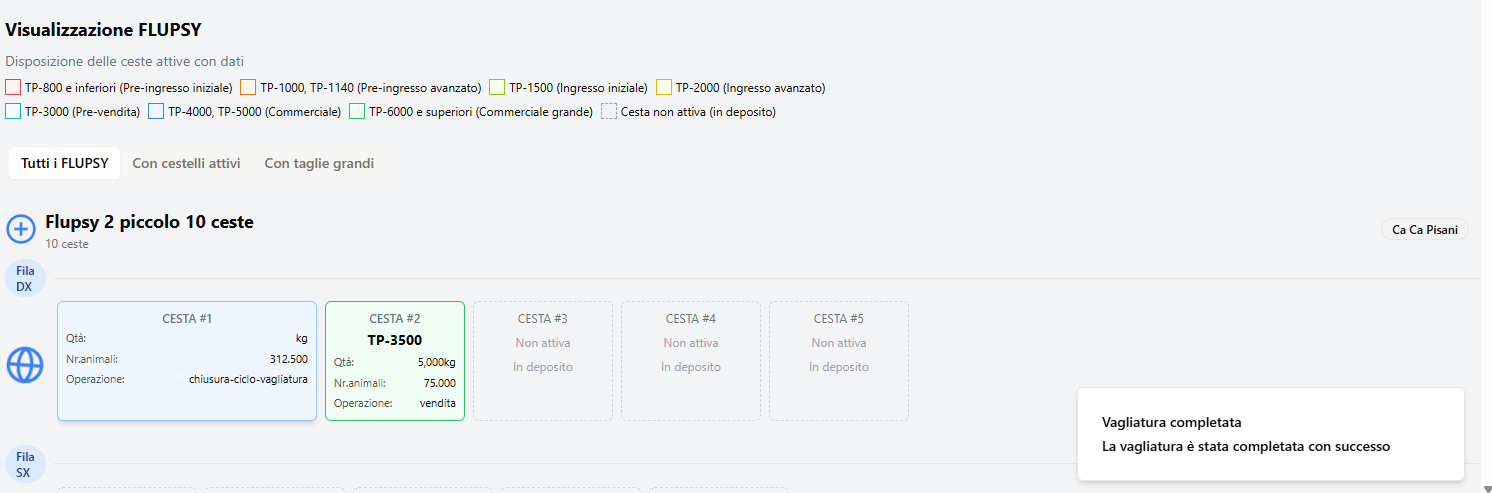 Visualizzazione FLUPSY
Disposizione delle ceste attive con dati
TP-800 e inferiori (Pre-ingresso iniziale) TP-1000, TP-1140 (Pre-ingresso avanzato) TP-1500 (Ingresso iniziale) TP-2000 (Ingresso avanzato)
TP-3000 (Pre-vendita) TP-4000, TP-5000 (Commerciale) TP-6000 e superiori (Commerciale grande) Cesta non attiva (in deposito)
Tutti i FLUPSY Con cestelli attivi Con taglie grandi
Flupsy 2 piccolo 10 ceste
10 ceste
Ca Ca Pisani
Fila
DX
CESTA #1
Qtà: kg
Nr.animali: 312.500
Operazione: chiusura-ciclo-vagliatura
CESTA #2
TP-3500
Qtà: 5,000kg
Nr.animali: 75.000
Operazione: vendita
CESTA #3
Non attiva
In deposito
CESTA #4
Non attiva
In deposito
CESTA #5
Non attiva
In deposito
Vagliatura completata
La vagliatura è stata completata con successo
Fila
SX